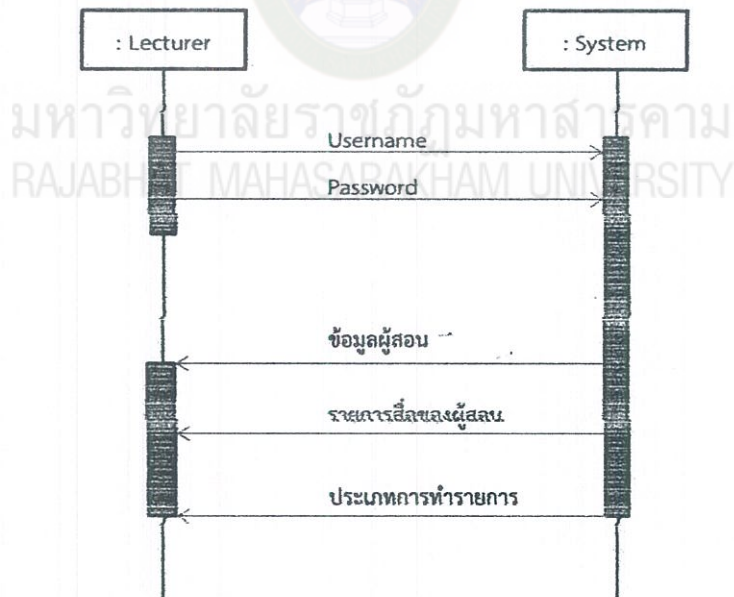 : Lecturer
: System
มหาวิทยาลัยราชภัฏมหาสารคาม
Username
RAJABHAT MAHASARAKHAM UNIVERSITY
Password
ข้อมูลผู้สอน
รายการสื่อของผู้สอน
ประเภทการทำรายการ